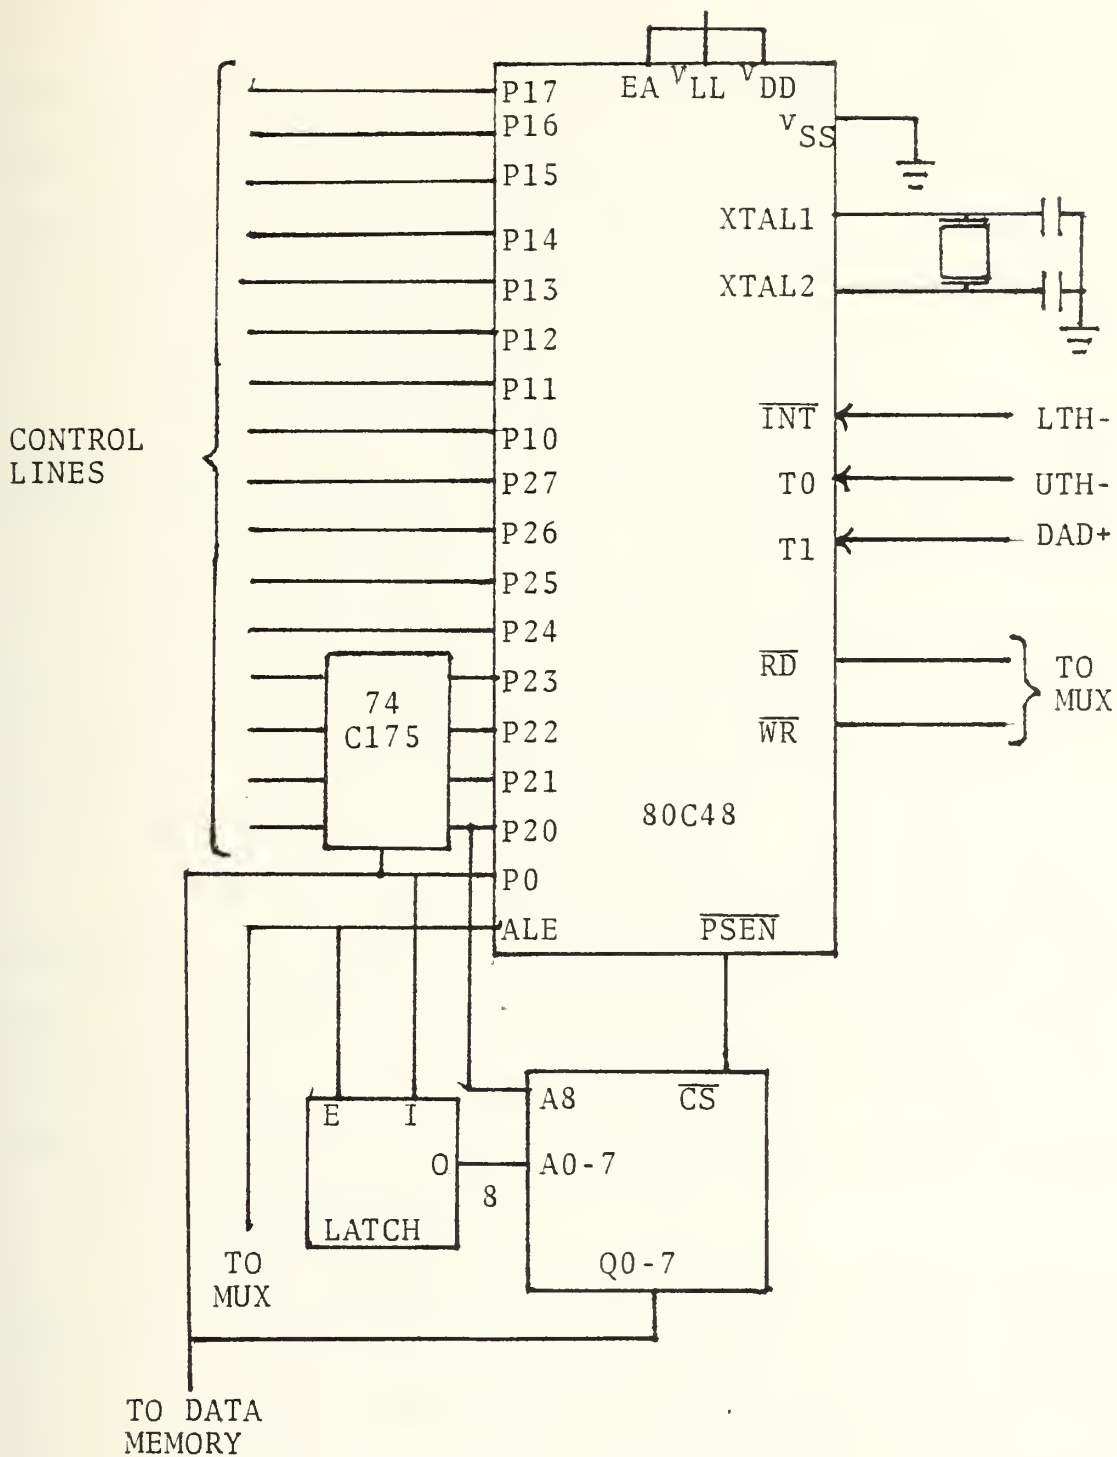 EA VLL VDD
VSS
P17
P16
P15
P14
P13
P12
P11
P10
P27
P26
P25
P24
P23
P22
P21
P20
P0
ALE
CONTROL
LINES
XTAL1
XTAL2
INT
LTH-
T0
UTH-
T1
DAD+
RD
WR
TO
MUX
74
C175
80C48
PSEN
E
I
O
LATCH
8
A8
CS
A0-7
Q0-7
TO
MUX
TO DATA
MEMORY